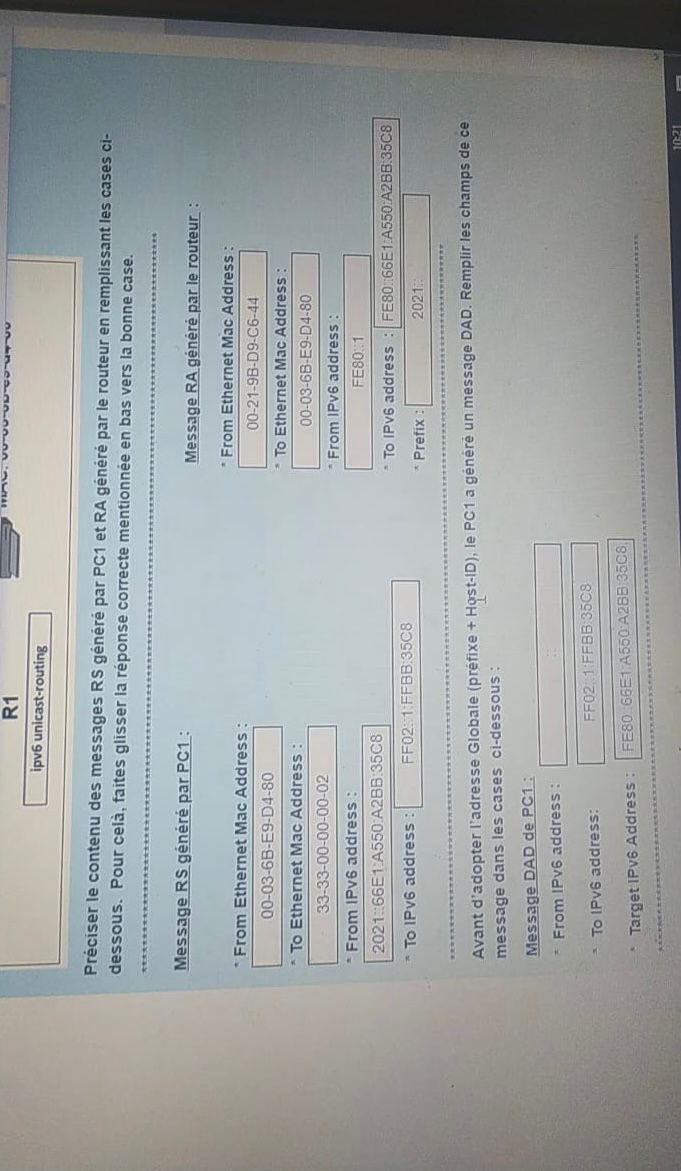 R1
ipv6 unicast-routing
Préciser le contenu des messages RS généré par PC1 et RA généré par le routeur en remplissant les cases ci-
dessous. Pour celà, faites glisser la réponse correcte mentionnée en bas vers la bonne case.
Message RS généré par PC1 :
* From Ethernet Mac Address :
00-03-6B-E9-D4-80
* To Ethernet Mac Address :
33-33-00-00-00-02
* From IPv6 address :
2021::66E1:A550:A2BB:35C8
* To IPv6 address :
FF02::1:FFBB:35C8
Message RA généré par le routeur :
* From Ethernet Mac Address :
00-21-9B-D9-C6-44
* To Ethernet Mac Address :
00-03-6B-E9-D4-80
* From IPv6 address :
FE80::1
* To IPv6 address : FE80::66E1:A550:A2BB:35C8
* Prefix : 2021::
Avant d'adopter l'adresse Globale (préfixe + Host-ID), le PC1 a généré un message DAD. Remplir les champs de ce
message dans les cases ci-dessous :
Message DAD de PC1 :
* From IPv6 address : ::
* To IPv6 address: FF02::1:FFBB:35C8
* Target IPv6 Address : FE80::66E1:A550:A2BB:35C8
10:21